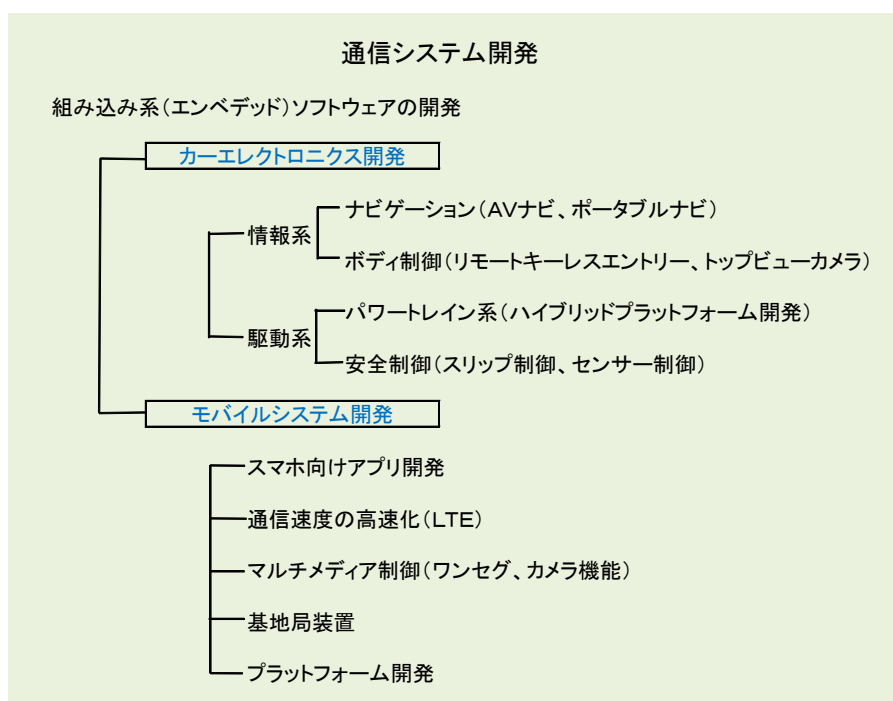 通信システム開発
組み込み系（エンベデッド）ソフトウェアの開発
カーエレクトロニクス開発
情報系
ナビゲーション（AVナビ、ポータブルナビ）
ボディ制御（リモートキーレスエントリー、トップビューカメラ）
駆動系
パワートレイン系（ハイブリッドプラットフォーム開発）
安全制御（スリップ制御、センサー制御）
モバイルシステム開発
スマホ向けアプリ開発
通信速度の高速化（LTE）
マルチメディア制御（ワンセグ、カメラ機能）
基地局装置
プラットフォーム開発